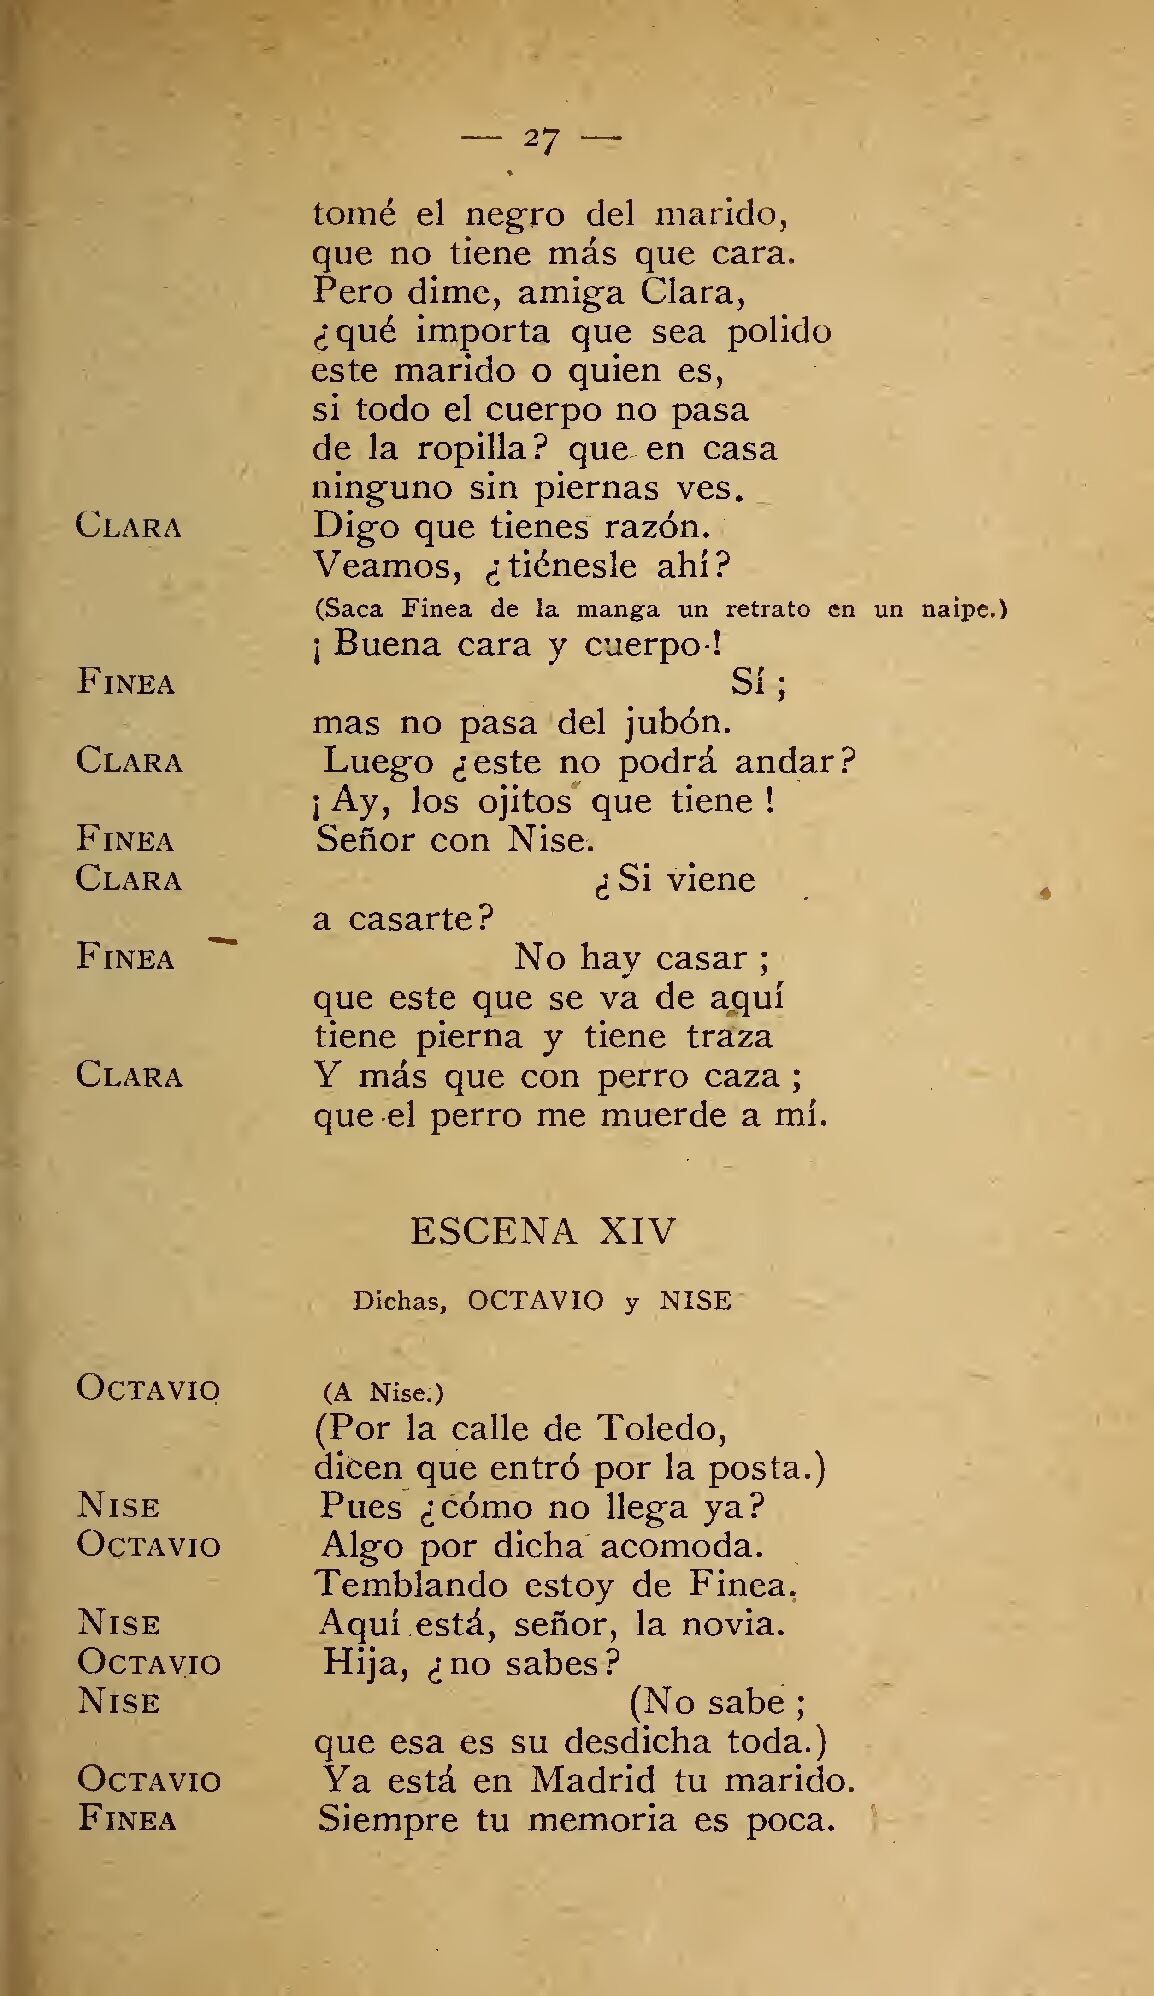 — 27 —
tomé el negro del marido,
que no tiene más que cara.
Pero dime, amiga Clara,
¿qué importa que sea polido
este marido o quien es,
si todo el cuerpo no pasa
de la ropilla? que en casa
ninguno sin piernas ves.
CLARA Digo que tienes razón.
Veamos, ¿tiénesle ahí?
(Saca Finea de la manga un retrato en un naipe.)
¡Buena cara y cuerpo!
FINEA Sí;
mas no pasa del jubón.
CLARA Luego ¿este no podrá andar?
¡Ay, los ojitos que tiene!
FINEA Señor con Nise.
CLARA ¿Si viene
a casarte?
FINEA No hay casar;
que este que se va de aquí
tiene pierna y tiene traza
CLARA Y más que con perro caza;
que el perro me muerde a mí.
ESCENA XIV
Dichas, OCTAVIO y NISE
OCTAVIO (A Nise.)
(Por la calle de Toledo,
dicen que entró por la posta.)
NISE Pues ¿cómo no llega ya?
OCTAVIO Algo por dicha acomoda.
Temblando estoy de Finea.
NISE Aquí está, señor, la novia.
OCTAVIO Hija, ¿no sabes?
NISE (No sabe;
que esa es su desdicha toda.)
OCTAVIO Ya está en Madrid tu marido.
FINEA Siempre tu memoria es poca.